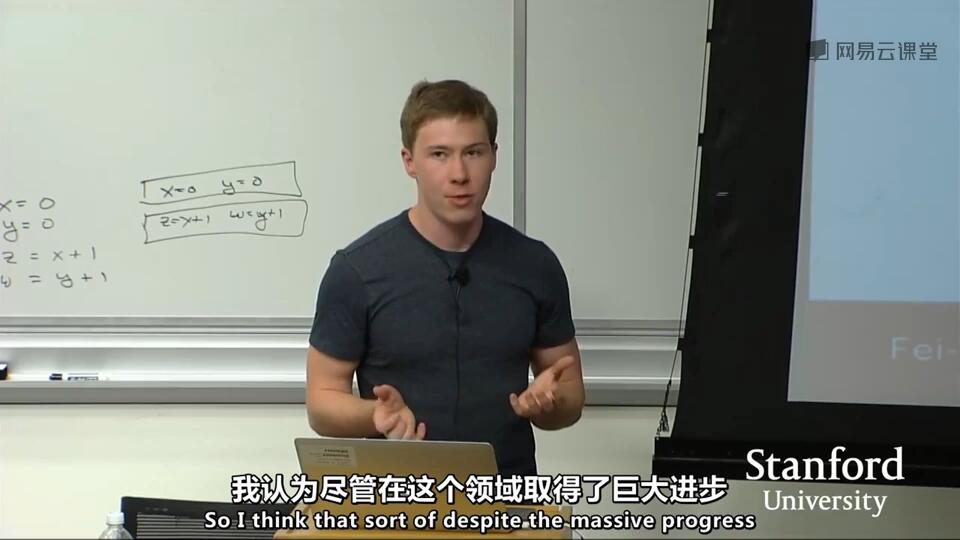 网易云课堂
x=0
y=0
z = x+1
w = y+1
x=0 y=0
z=x+1 w=y+1
Fei-
Stanford
University
我认为尽管在这个领域取得了巨大进步
So I think that sort of despite the massive progress